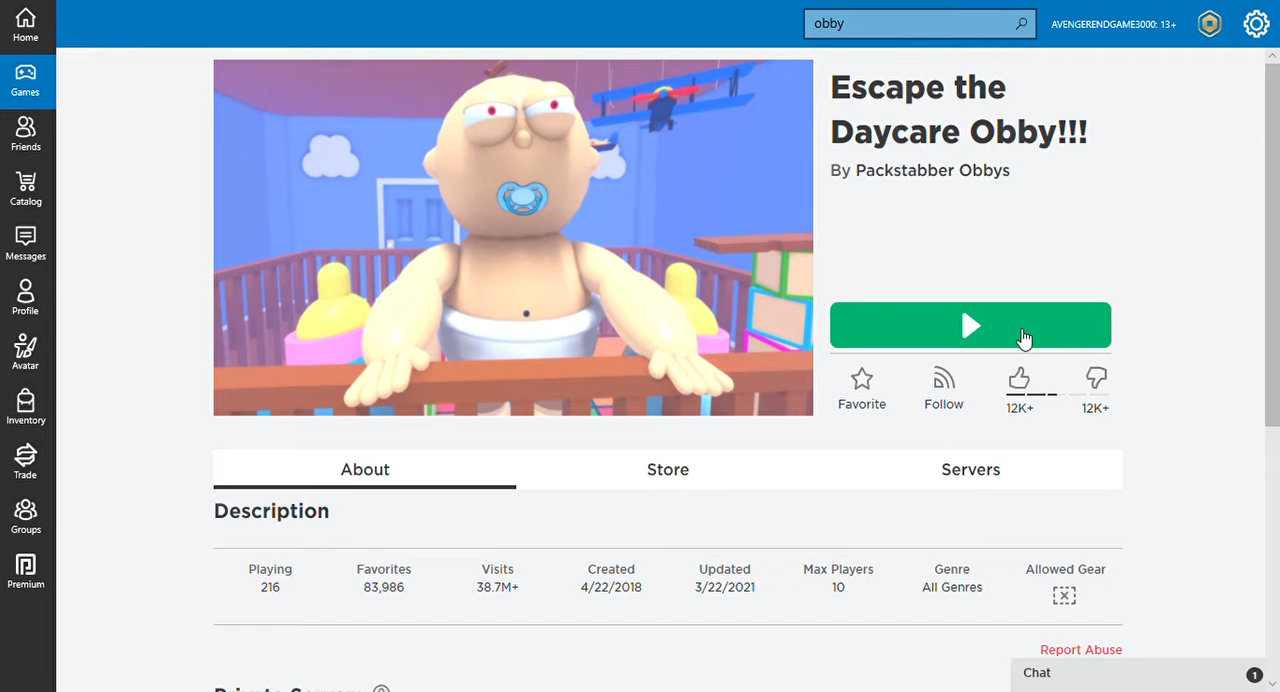 Home
Games
Friends
Catalog
Messages
Profile
Avatar
Inventory
Trade
Groups
Premium
obby
AVENGERENDGAME3000: 13+
Escape the
Daycare Obby!!!
By Packstabber Obbys
Favorite
Follow
12K+
12K+
About
Store
Servers
Description
Playing
216
Favorites
83,986
Visits
38.7M+
Created
4/22/2018
Updated
3/22/2021
Max Players
10
Genre
All Genres
Allowed Gear
Report Abuse
Private Servers
Chat
1